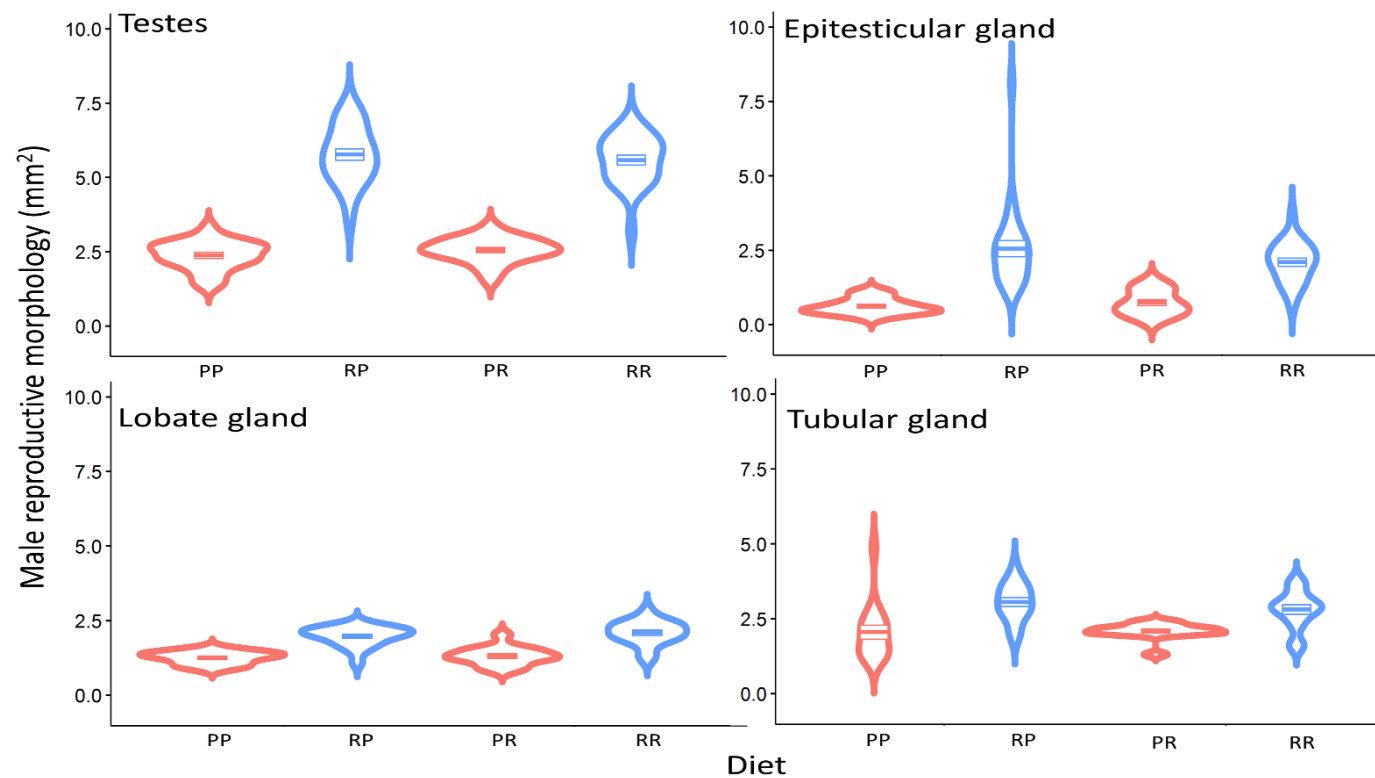 Male reproductive morphology (mm²)
Testes
10.0
7.5
5.0
2.5
0.0
PP RP PR RR
Epitesticular gland
10.0
7.5
5.0
2.5
0.0
PP RP PR RR
Lobate gland
10.0
7.5
5.0
2.5
0.0
PP RP PR RR
Tubular gland
10.0
7.5
5.0
2.5
0.0
PP RP PR RR
Diet